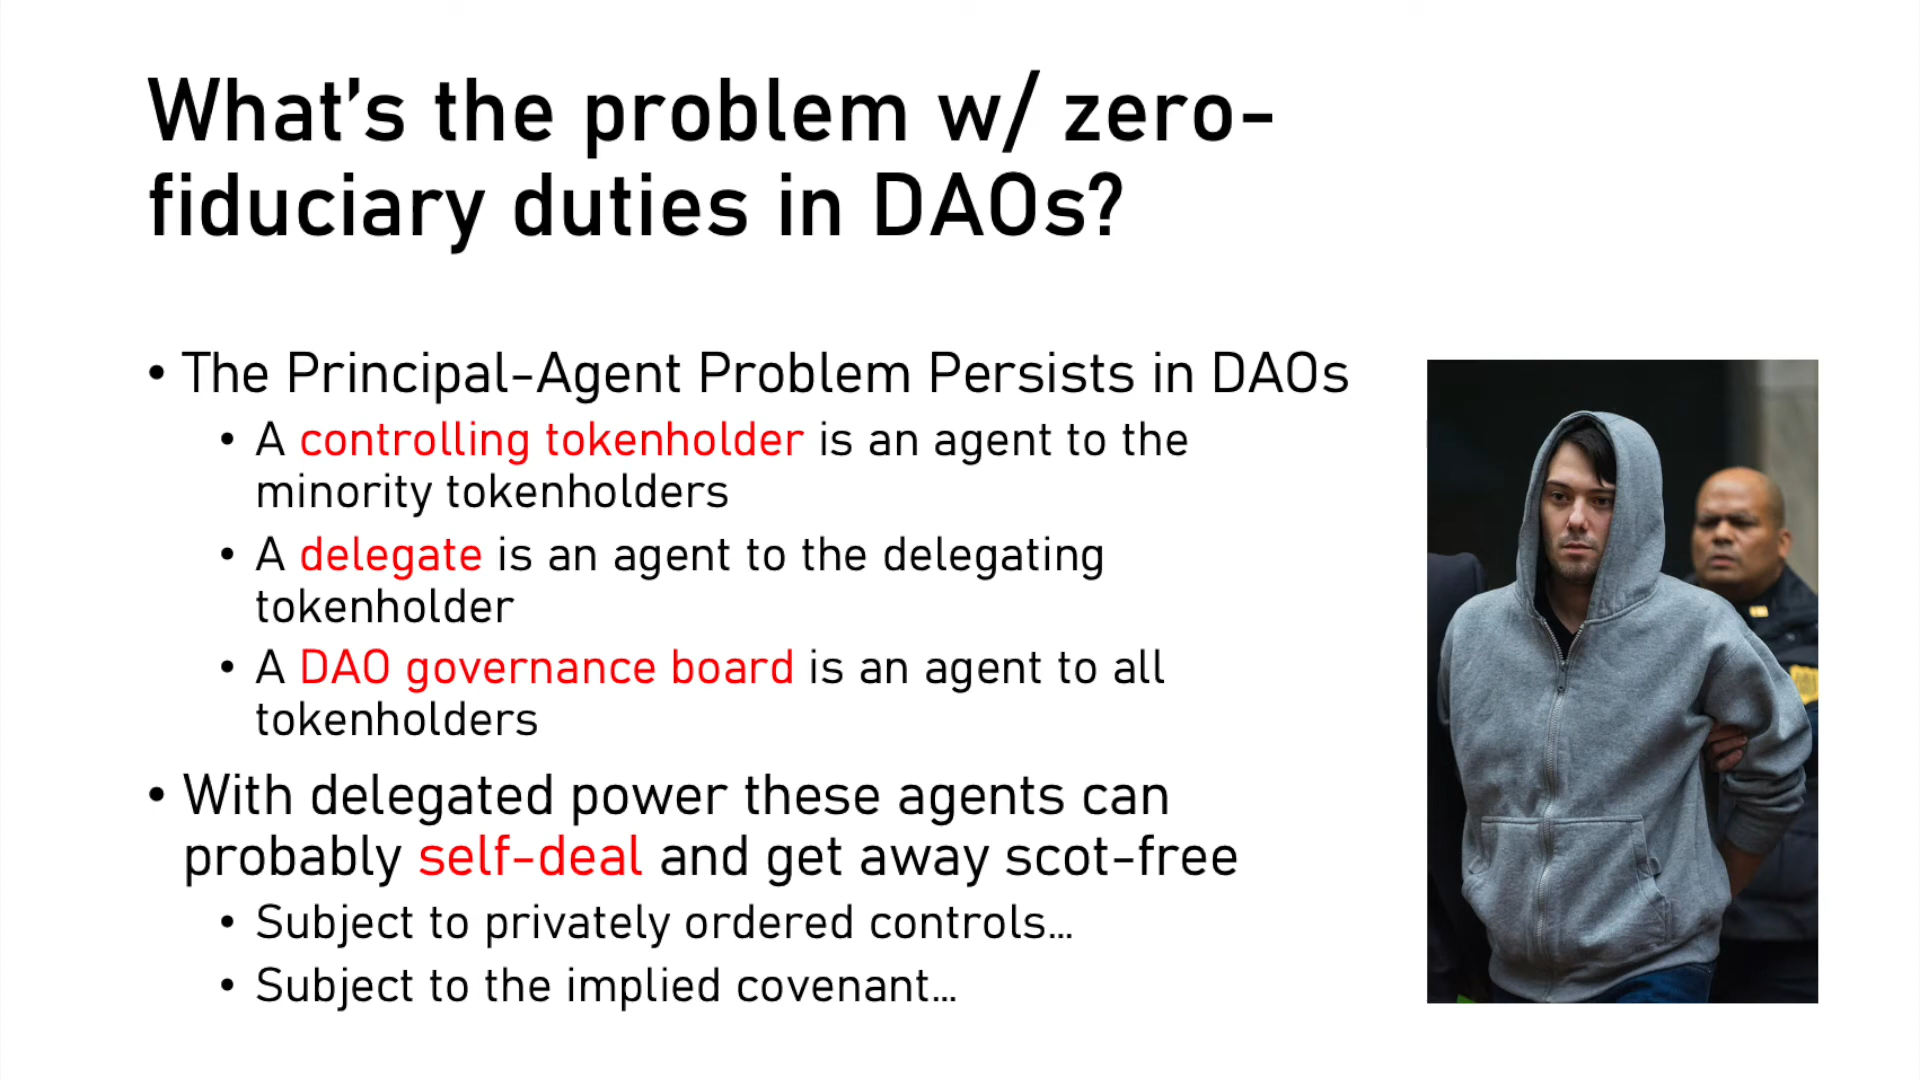 What’s the problem w/ zero-
fiduciary duties in DAOs?
• The Principal-Agent Problem Persists in DAOs
• A controlling tokenholder is an agent to the
minority tokenholders
• A delegate is an agent to the delegating
tokenholder
• A DAO governance board is an agent to all
tokenholders
• With delegated power these agents can
probably self-deal and get away scot-free
• Subject to privately ordered controls…
• Subject to the implied covenant…